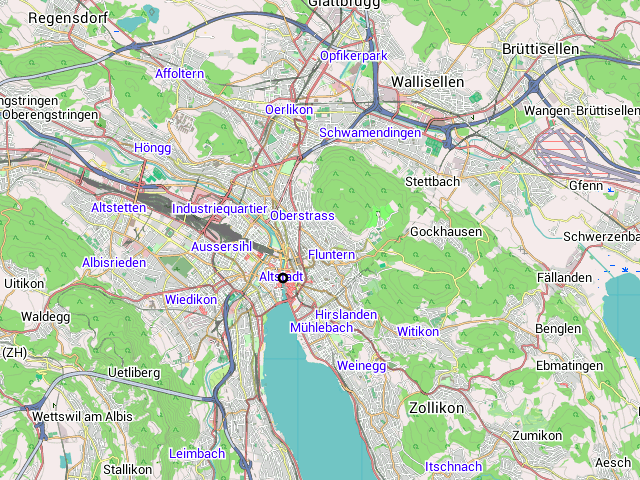 Glattbrugg
Regensdorf
Opfikerpark
Brüttisellen
Affoltern
Wallisellen
Oerlikon
Wangen-Brüttisellen
Oberengstringen
Schwamendingen
Höngg
Stettbach
Gfenn
Altstetten
Industriequartier
Oberstrass
Gockhausen
Schwerzenba
Aussersihl
Fluntern
Albisrieden
Altstadt
Fällanden
Uitikon
Wiedikon
Waldegg
Hirslanden
Mühlebach
Witikon
Benglen
(ZH)
Uetliberg
Weinegg
Ebmatingen
Wettswil am Albis
Zollikon
Zumikon
Leimbach
Stallikon
Itschnach
Aesch